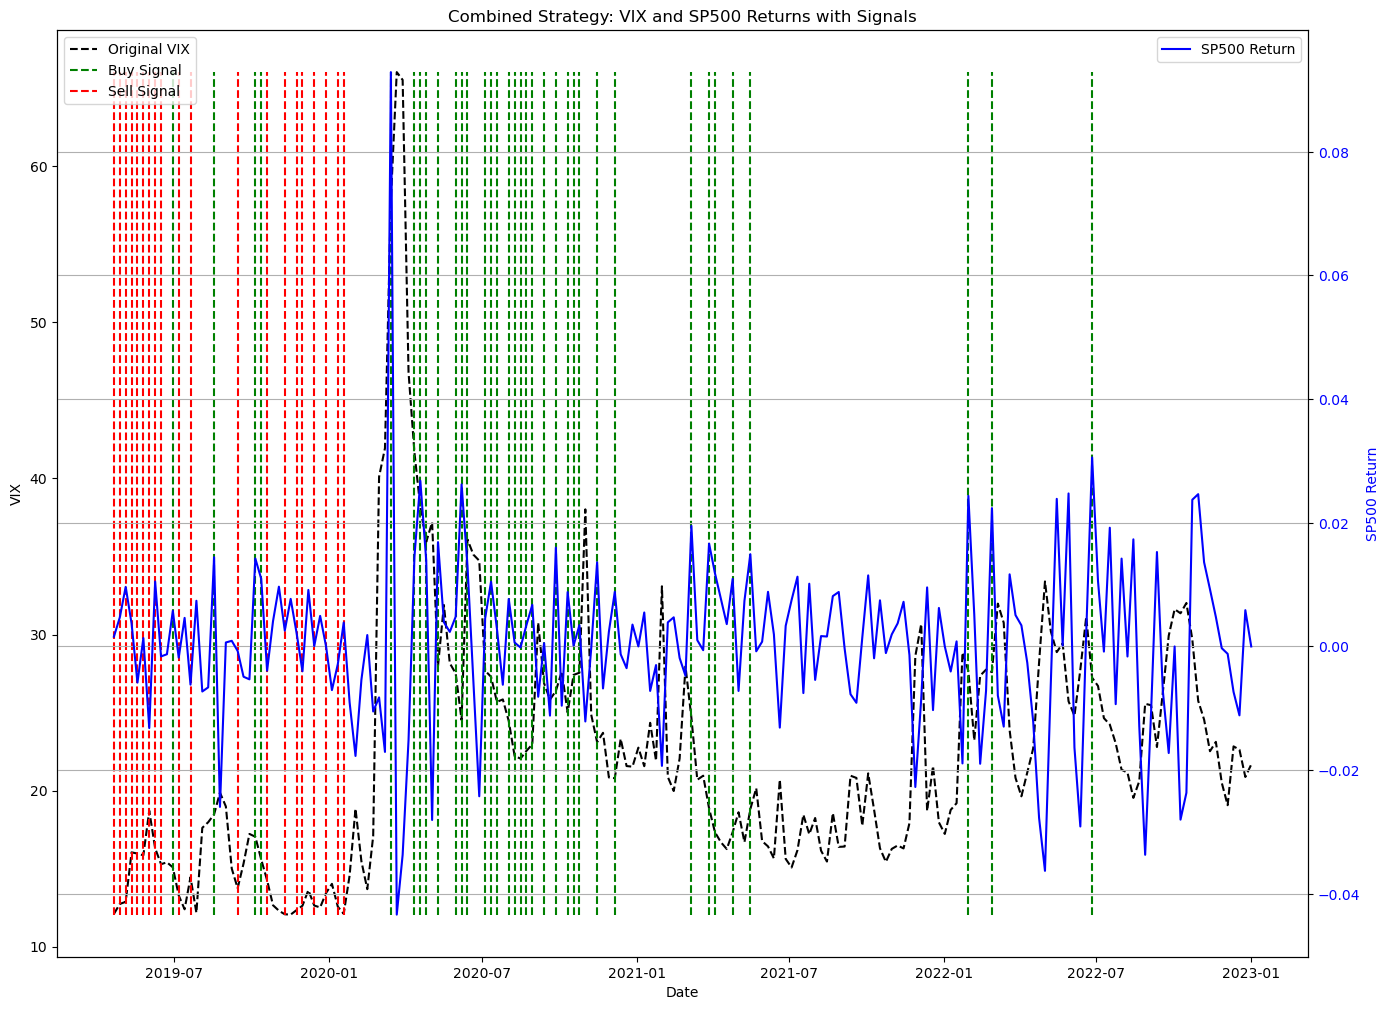 Combined Strategy: VIX and SP500 Returns with Signals
Original VIX
Buy Signal
Sell Signal
SP500 Return
60
50
40
30
20
10
VIX
0.08
0.06
0.04
0.02
0.00
−0.02
−0.04
SP500 Return
2019-07
2020-01
2020-07
2021-01
2021-07
2022-01
2022-07
2023-01
Date